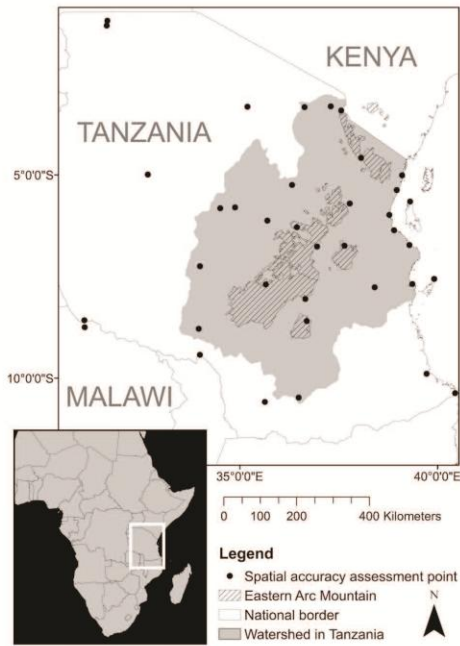 KENYA
TANZANIA
5°0'0"S
10°0'0"S
MALAWI
35°0'0"E
40°0'0"E
0 100 200 400 Kilometers
Legend
Spatial accuracy assessment point
Eastern Arc Mountain
National border
Watershed in Tanzania
N